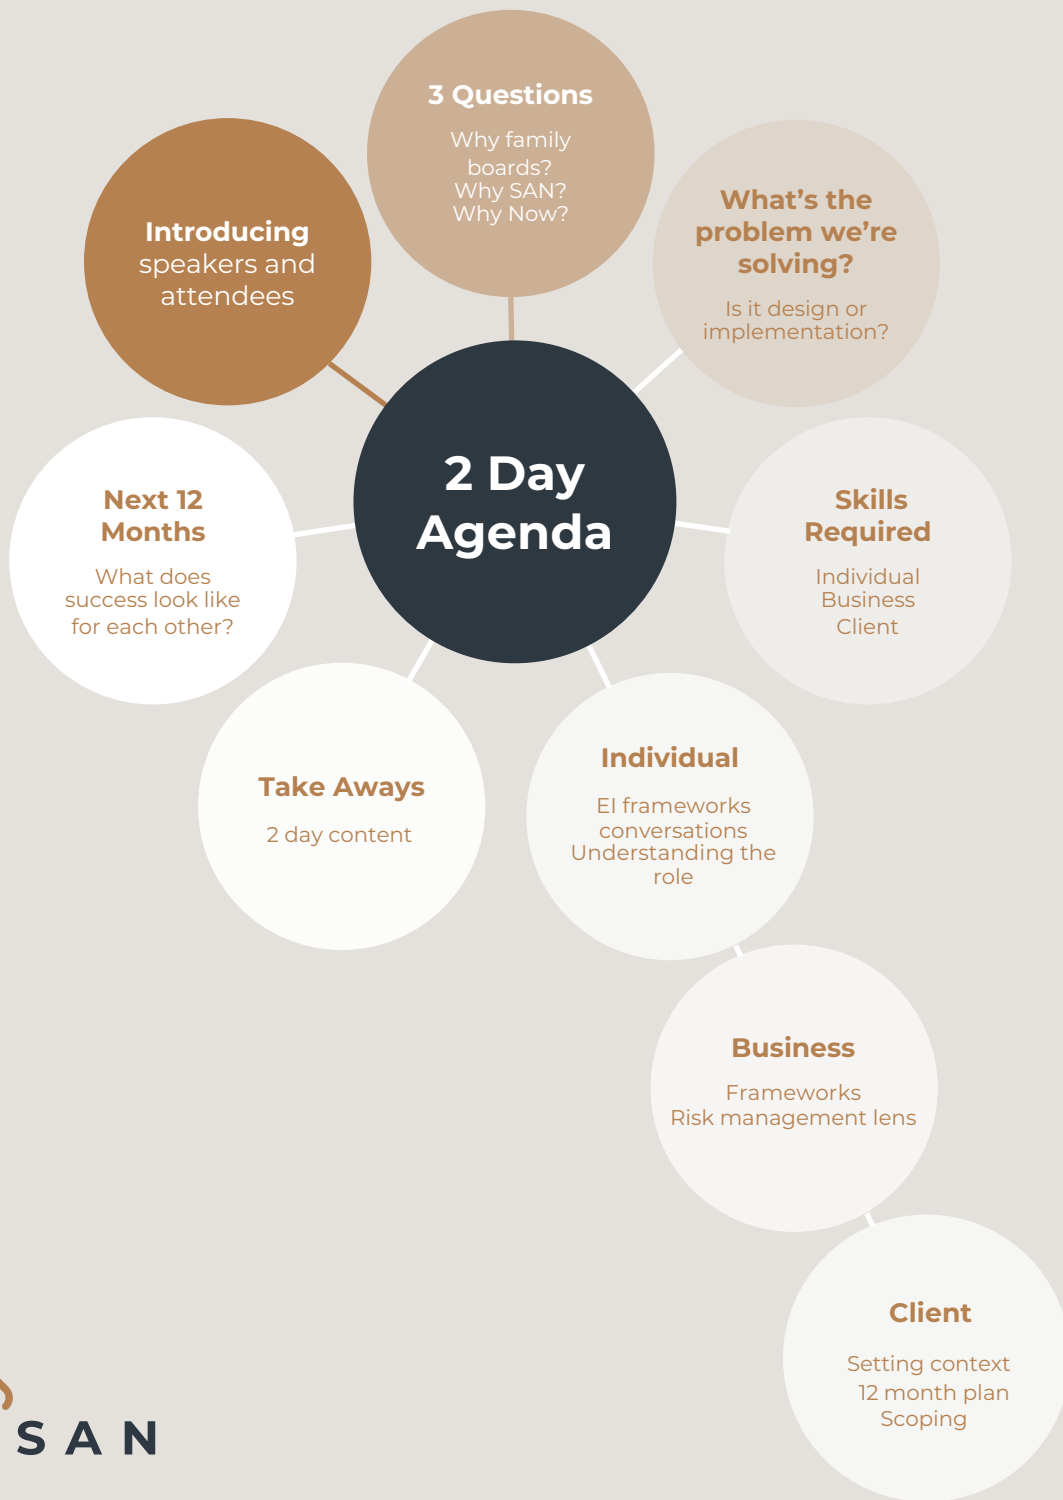 3 Questions
Why family
boards?
Why SAN?
Why Now?
Introducing
speakers and
attendees
What's the
problem we're
solving?
Is it design or
implementation?
2 Day
Agenda
Next 12
Months
What does
success look like
for each other?
Skills
Required
Individual
Business
Client
Take Aways
2 day content
Individual
EI frameworks
conversations
Understanding the
role
Business
Frameworks
Risk management lens
Client
Setting context
12 month plan
Scoping
SAN